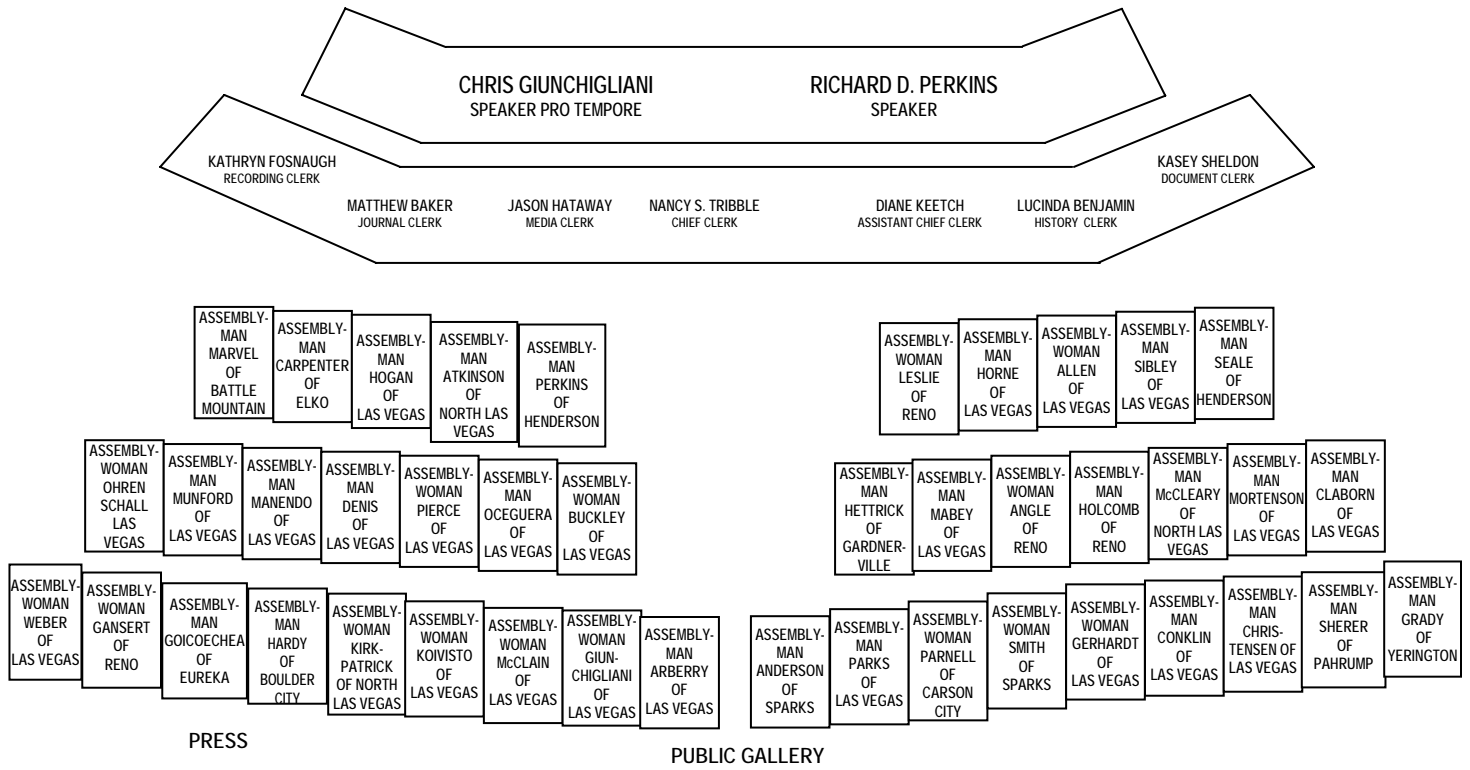 CHRIS GIUNCHIGLIANI
SPEAKER PRO TEMPORE
RICHARD D. PERKINS
SPEAKER
KATHRYN FOSNAUGH
RECORDING CLERK
MATTHEW BAKER
JOURNAL CLERK
JASON HATAWAY
MEDIA CLERK
NANCY S. TRIBBLE
CHIEF CLERK
DIANE KEETCH
ASSISTANT CHIEF CLERK
LUCINDA BENJAMIN
HISTORY CLERK
KASEY SHELDON
DOCUMENT CLERK
ASSEMBLY-
MAN
MARVEL
OF
BATTLE
MOUNTAIN
ASSEMBLY-
MAN
CARPENTER
OF
ELKO
ASSEMBLY-
MAN
HOGAN
OF
LAS VEGAS
ASSEMBLY-
MAN
ATKINSON
OF
NORTH LAS
VEGAS
ASSEMBLY-
MAN
PERKINS
OF
HENDERSON
ASSEMBLY-
WOMAN
LESLIE
OF
RENO
ASSEMBLY-
MAN
HORNE
OF
LAS VEGAS
ASSEMBLY-
WOMAN
ALLEN
OF
LAS VEGAS
ASSEMBLY-
MAN
SIBLEY
OF
LAS VEGAS
ASSEMBLY-
MAN
SEALE
OF
HENDERSON
ASSEMBLY-
WOMAN
OHREN
SCHALL
LAS
VEGAS
ASSEMBLY-
MAN
MUNFORD
OF
LAS VEGAS
ASSEMBLY-
MAN
MANENDO
OF
LAS VEGAS
ASSEMBLY-
MAN
DENIS
OF
LAS VEGAS
ASSEMBLY-
WOMAN
PIERCE
OF
LAS VEGAS
ASSEMBLY-
MAN
OCEGUERA
OF
LAS VEGAS
ASSEMBLY-
WOMAN
BUCKLEY
OF
LAS VEGAS
ASSEMBLY-
MAN
HETTRICK
OF
GARDNER-
VILLE
ASSEMBLY-
MAN
MABEY
OF
LAS VEGAS
ASSEMBLY-
WOMAN
ANGLE
OF
RENO
ASSEMBLY-
MAN
HOLCOMB
OF
RENO
ASSEMBLY-
MAN
McCLEARY
OF
NORTH LAS
VEGAS
ASSEMBLY-
MAN
MORTENSON
OF
LAS VEGAS
ASSEMBLY-
MAN
CLABORN
OF
LAS VEGAS
ASSEMBLY-
WOMAN
WEBER
OF
LAS VEGAS
ASSEMBLY-
WOMAN
GANSERT
OF
RENO
ASSEMBLY-
MAN
GOICOECHEA
OF
EUREKA
ASSEMBLY-
MAN
HARDY
OF
BOULDER
CITY
ASSEMBLY-
WOMAN
KIRK-
PATRICK
OF NORTH
LAS VEGAS
ASSEMBLY-
WOMAN
KOIVISTO
OF
LAS VEGAS
ASSEMBLY-
WOMAN
McCLAIN
OF
LAS VEGAS
ASSEMBLY-
WOMAN
GIUN-
CHIGLIANI
OF
LAS VEGAS
ASSEMBLY-
MAN
ARBERRY
OF
LAS VEGAS
ASSEMBLY-
MAN
ANDERSON
OF
SPARKS
ASSEMBLY-
MAN
PARKS
OF
LAS VEGAS
ASSEMBLY-
WOMAN
PARNELL
OF
CARSON
CITY
ASSEMBLY-
WOMAN
SMITH
OF
SPARKS
ASSEMBLY-
WOMAN
GERHARDT
OF
LAS VEGAS
ASSEMBLY-
MAN
CONKLIN
OF
LAS VEGAS
ASSEMBLY-
MAN
CHRIS-
TENSEN OF
LAS VEGAS
ASSEMBLY-
MAN
SHERER
OF
PAHRUMP
ASSEMBLY-
MAN
GRADY
OF
YERINGTON
PRESS
PUBLIC GALLERY